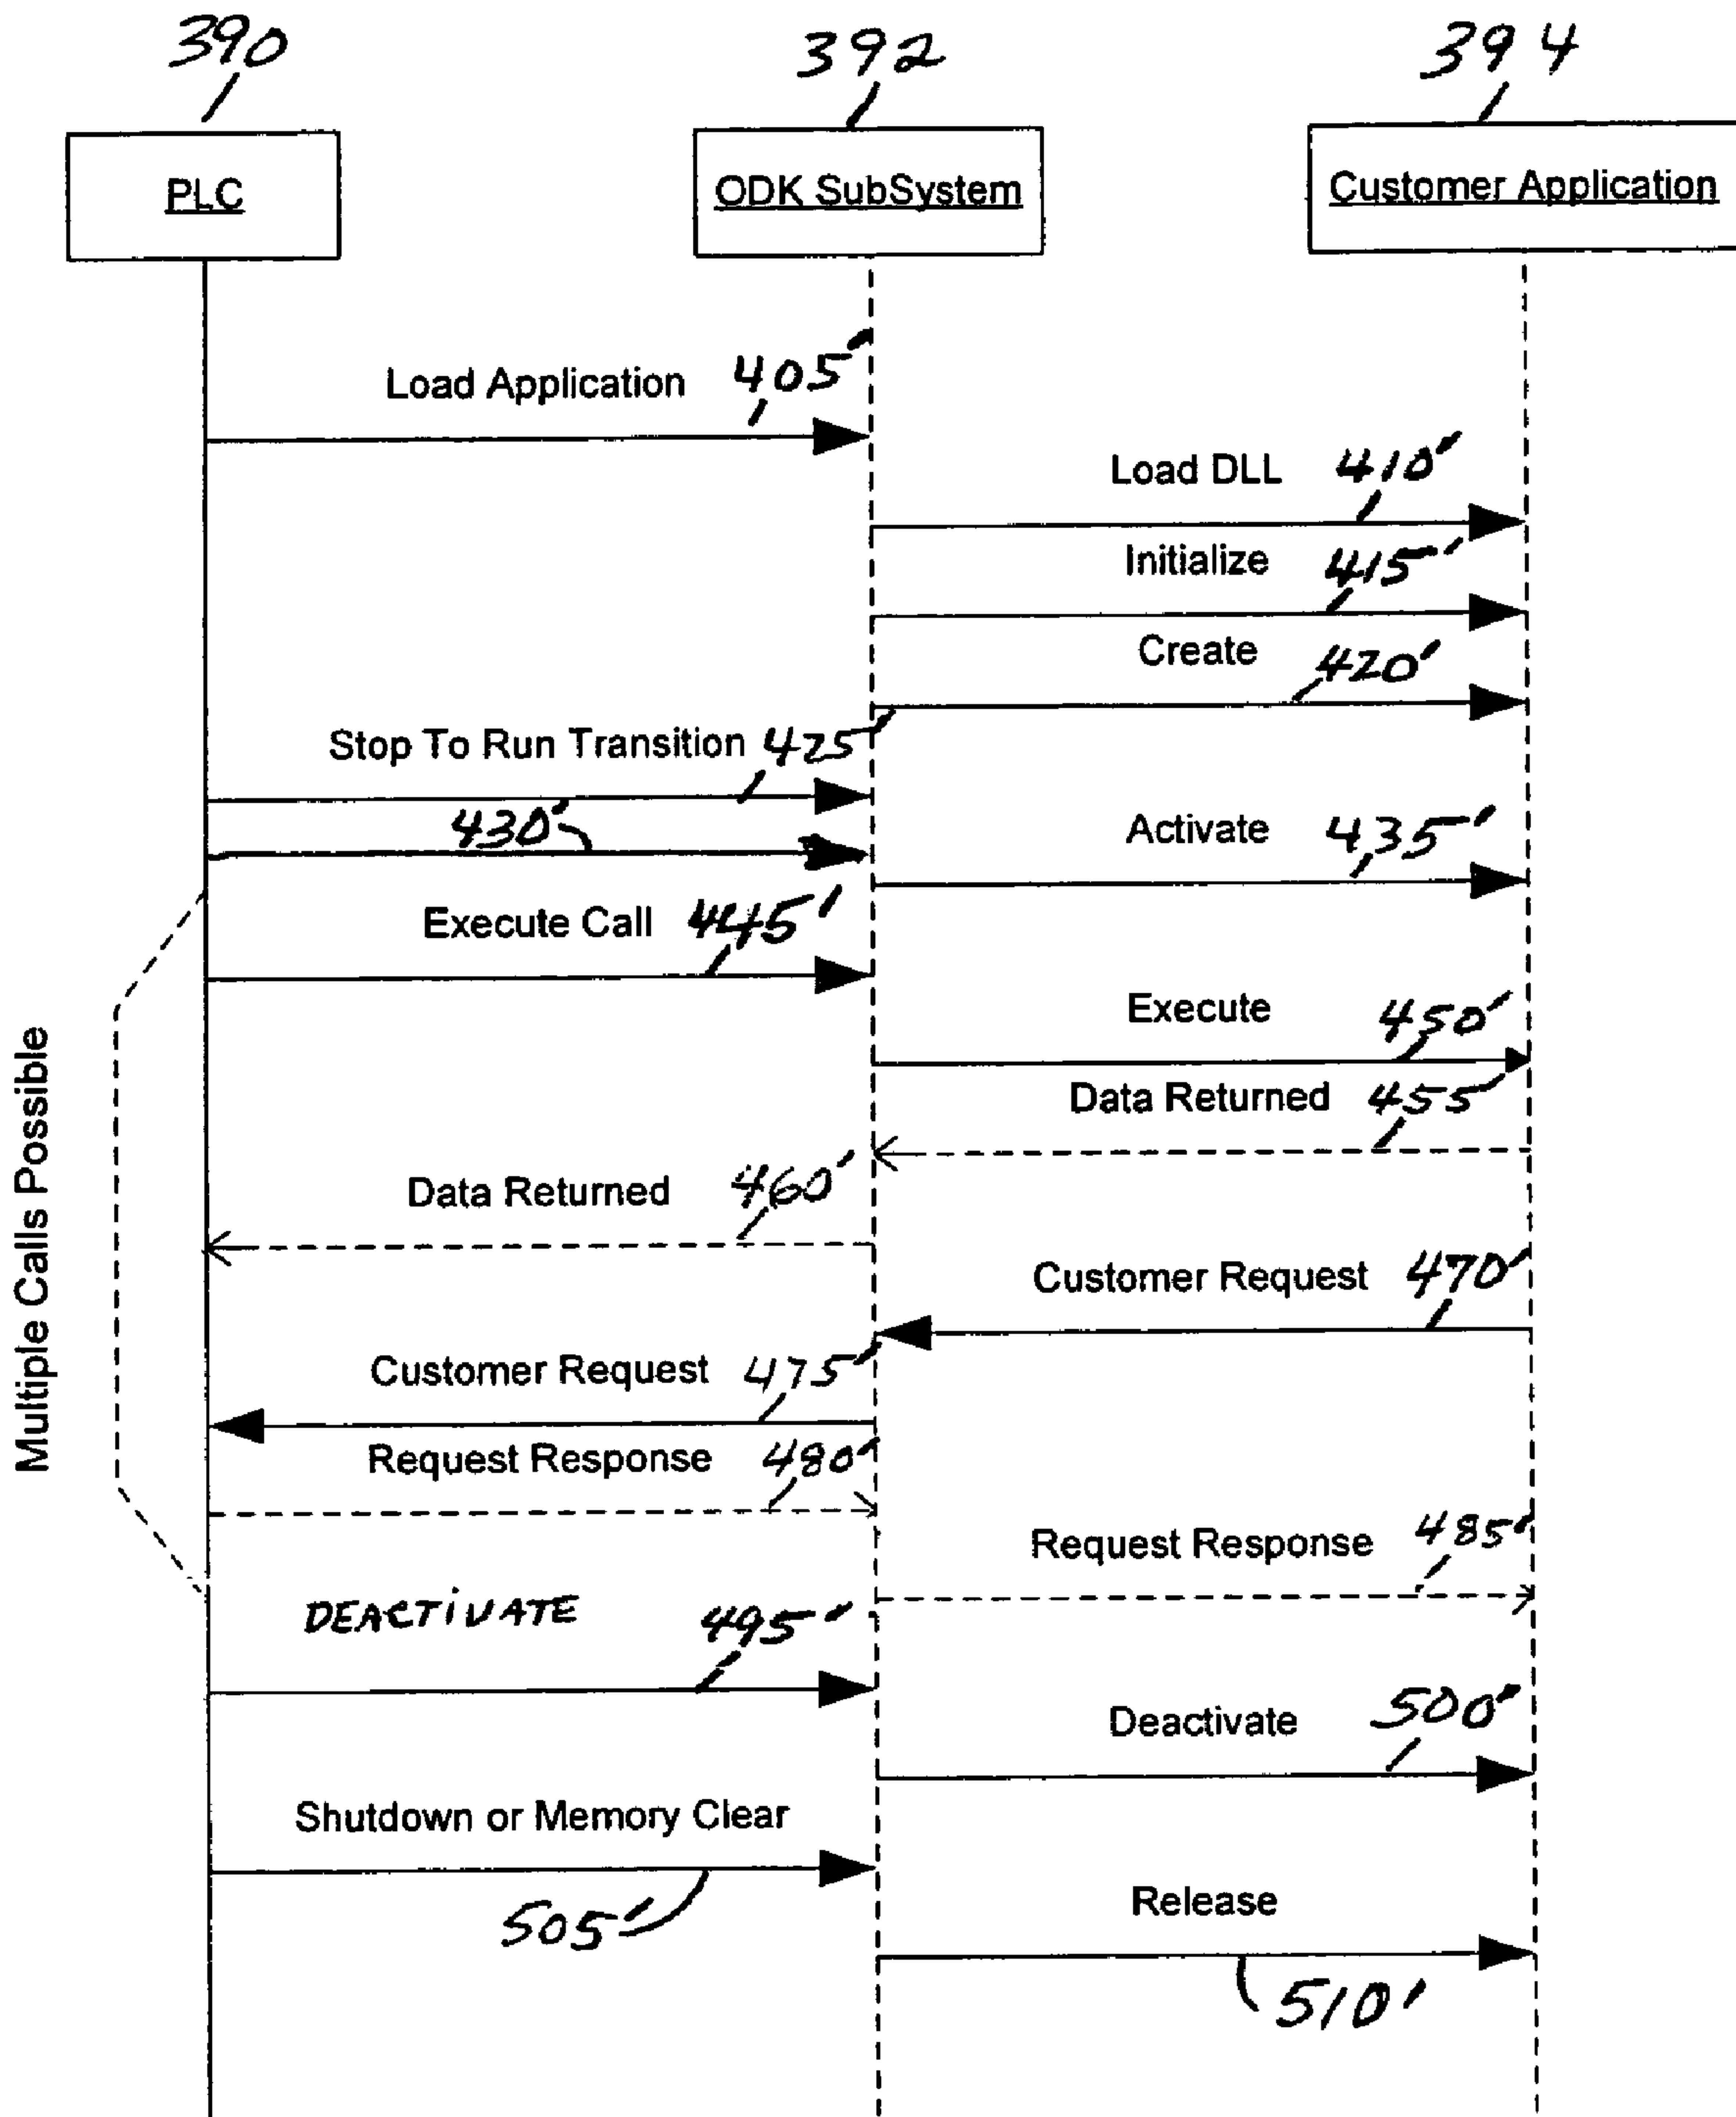 390 392 394
PLC ODK SubSystem Customer Application
Load Application 405'
Load DLL 410'
Initialize 415'
Create 420'
Stop To Run Transition 425'
430'
Activate 435'
Execute Call 445'
Execute 450'
Data Returned 455'
Data Returned 460'
Customer Request 470'
Customer Request 475'
Request Response 480'
Request Response 485'
Multiple Calls Possible
DEACTiVATE 495'
Deactivate 500'
Shutdown or Memory Clear
505'
Release
510'